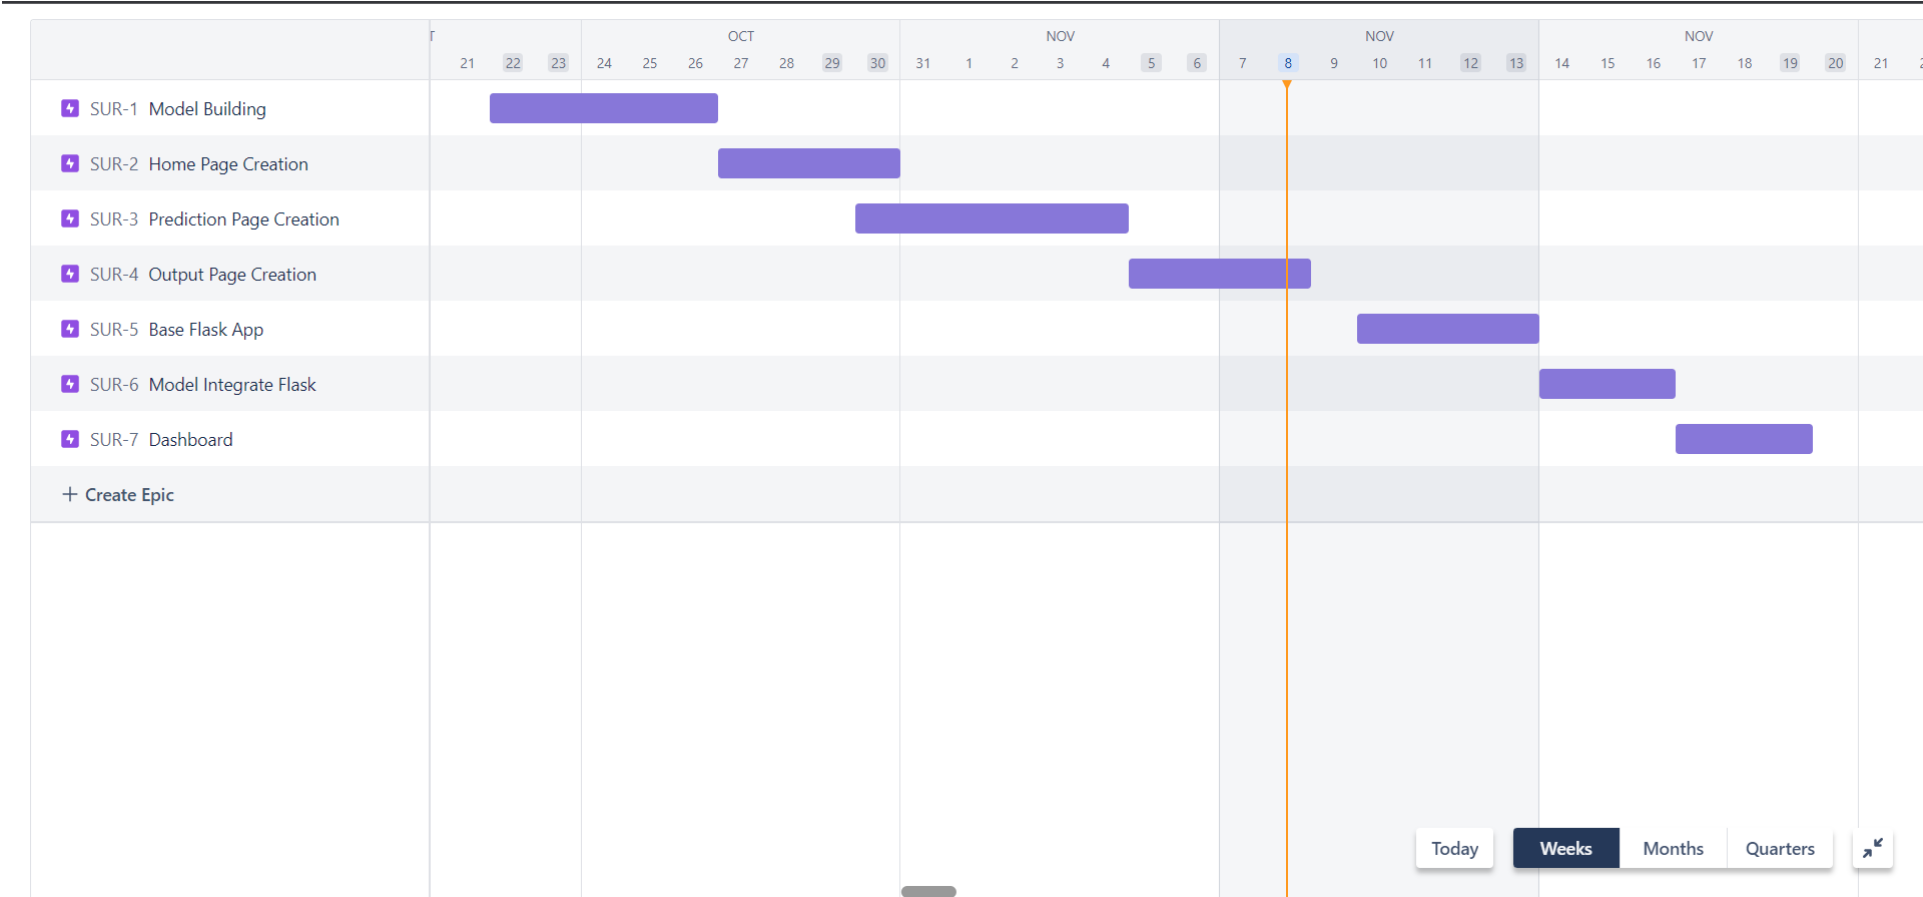 T OCT NOV NOV NOV
21 22 23 24 25 26 27 28 29 30 31 1 2 3 4 5 6 7 8 9 10 11 12 13 14 15 16 17 18 19 20 21
SUR-1 Model Building
SUR-2 Home Page Creation
SUR-3 Prediction Page Creation
SUR-4 Output Page Creation
SUR-5 Base Flask App
SUR-6 Model Integrate Flask
SUR-7 Dashboard
+ Create Epic
Today Weeks Months Quarters